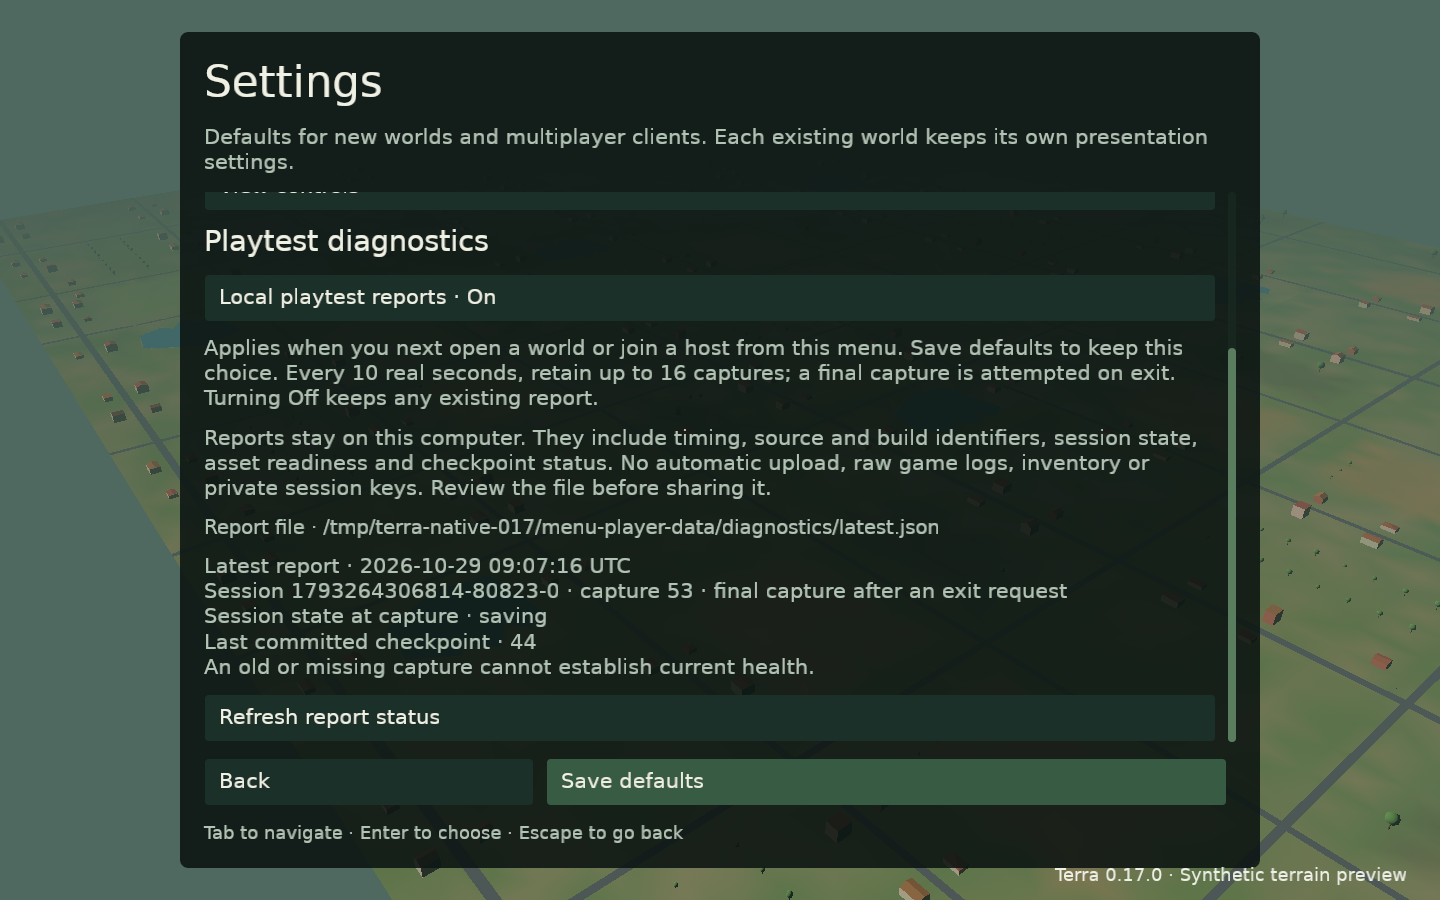 Settings
Defaults for new worlds and multiplayer clients. Each existing world keeps its own presentation
settings.
View controls
Playtest diagnostics
Local playtest reports · On
Applies when you next open a world or join a host from this menu. Save defaults to keep this
choice. Every 10 real seconds, retain up to 16 captures; a final capture is attempted on exit.
Turning Off keeps any existing report.
Reports stay on this computer. They include timing, source and build identifiers, session state,
asset readiness and checkpoint status. No automatic upload, raw game logs, inventory or
private session keys. Review the file before sharing it.
Report file · /tmp/terra-native-017/menu-player-data/diagnostics/latest.json
Latest report · 2026-10-29 09:07:16 UTC
Session 1793264306814-80823-0 · capture 53 · final capture after an exit request
Session state at capture · saving
Last committed checkpoint · 44
An old or missing capture cannot establish current health.
Refresh report status
Back
Save defaults
Tab to navigate · Enter to choose · Escape to go back
Terra 0.17.0 · Synthetic terrain preview